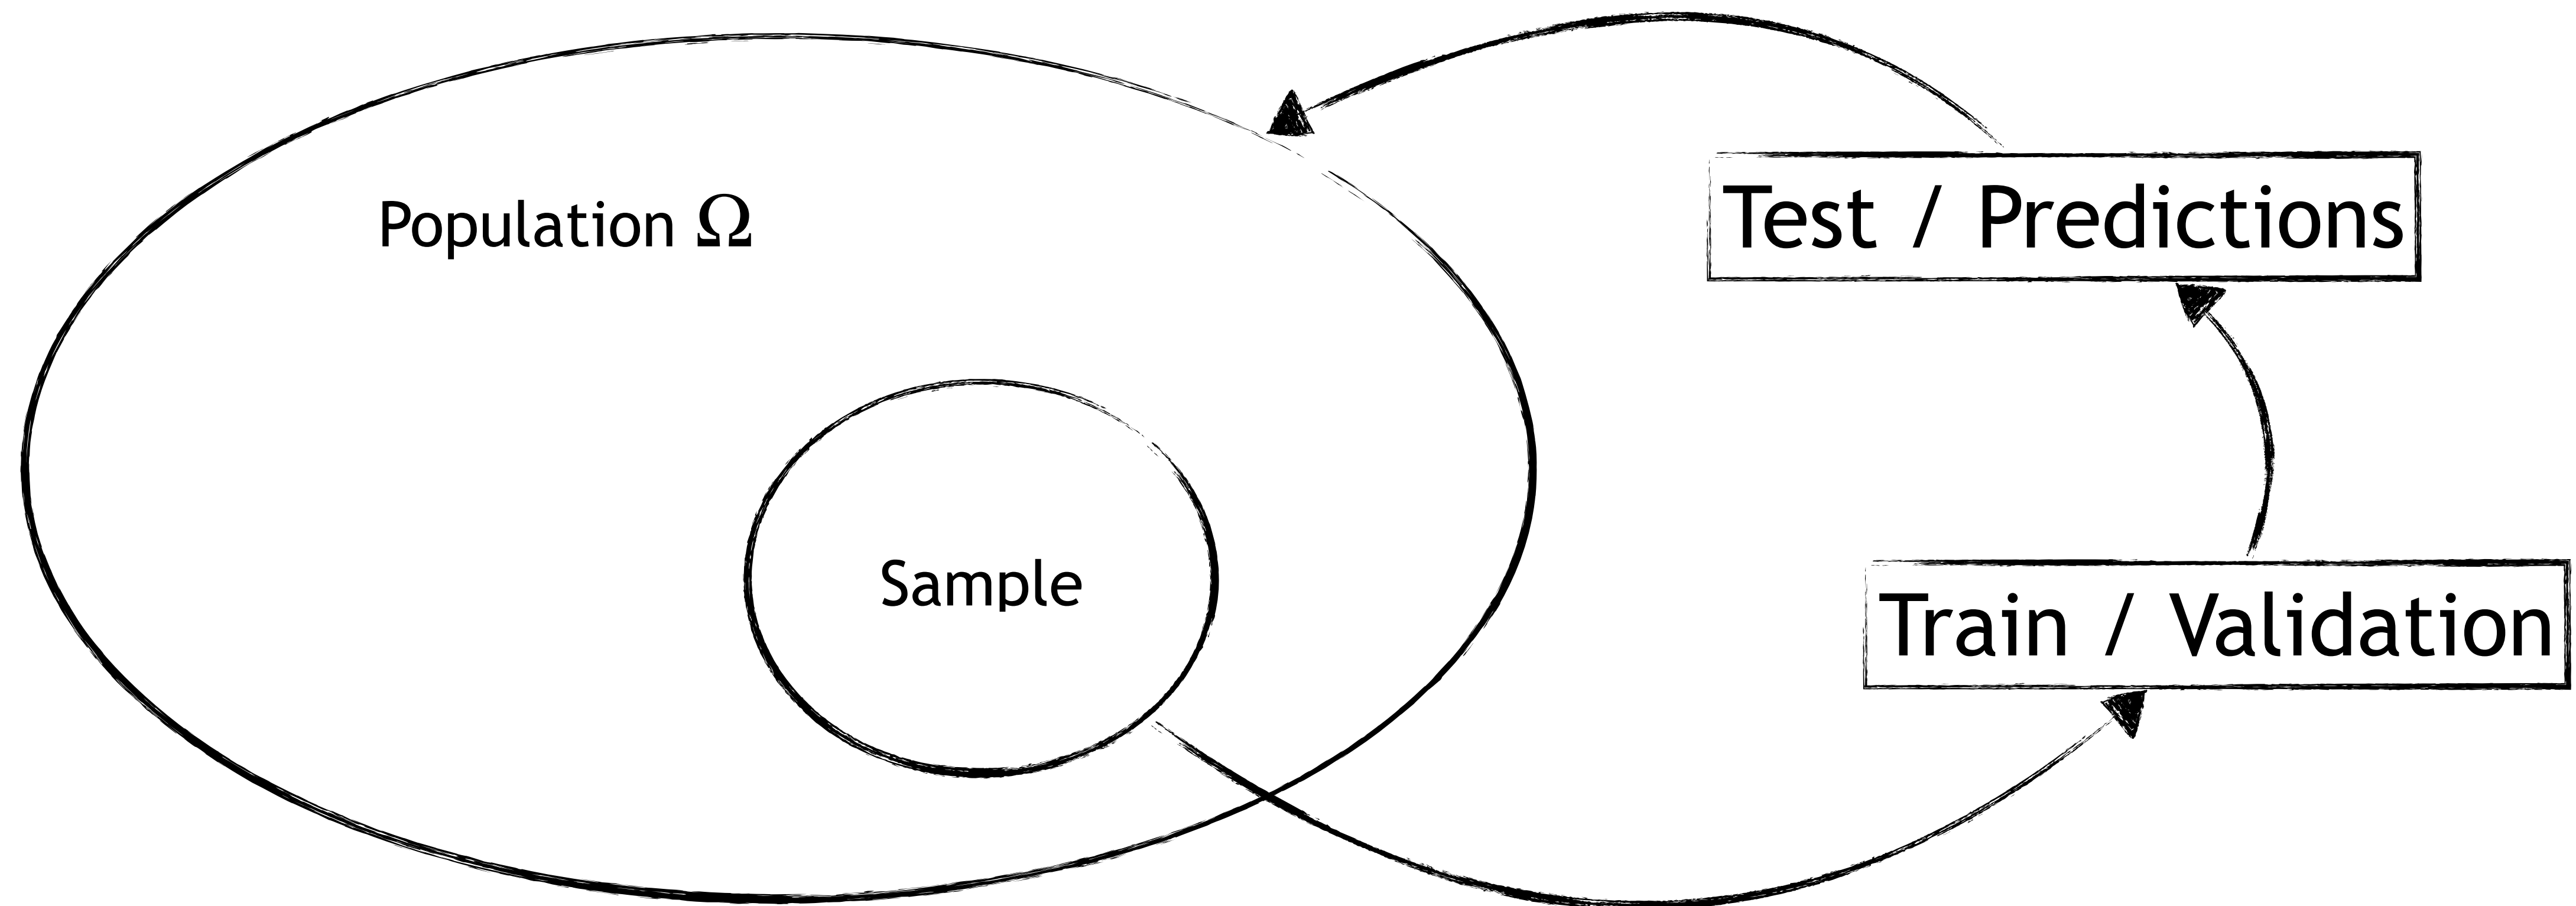 Population Ω
Test / Predictions
Sample
Train / Validation